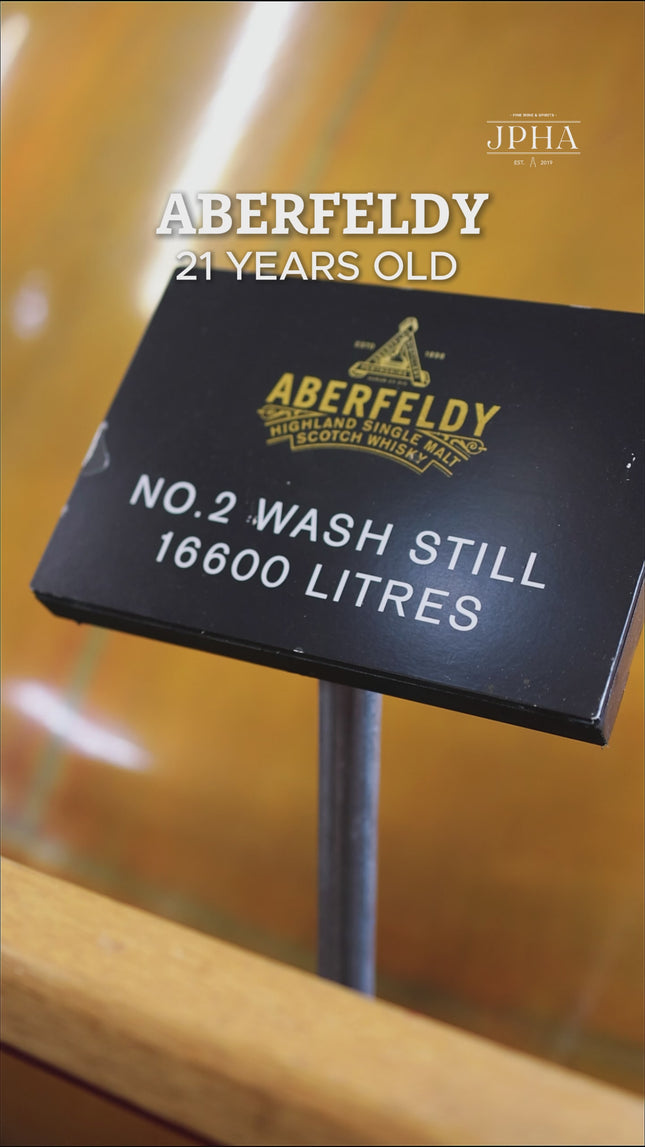 · FINE WINE & SPIRITS ·
JPHA
EST. 2019
ABERFELDY
21 YEARS OLD
ESTD 1898
ABERFELDY
HIGHLAND SINGLE MALT
SCOTCH WHISKY
NO.2 WASH STILL
16600 LITRES